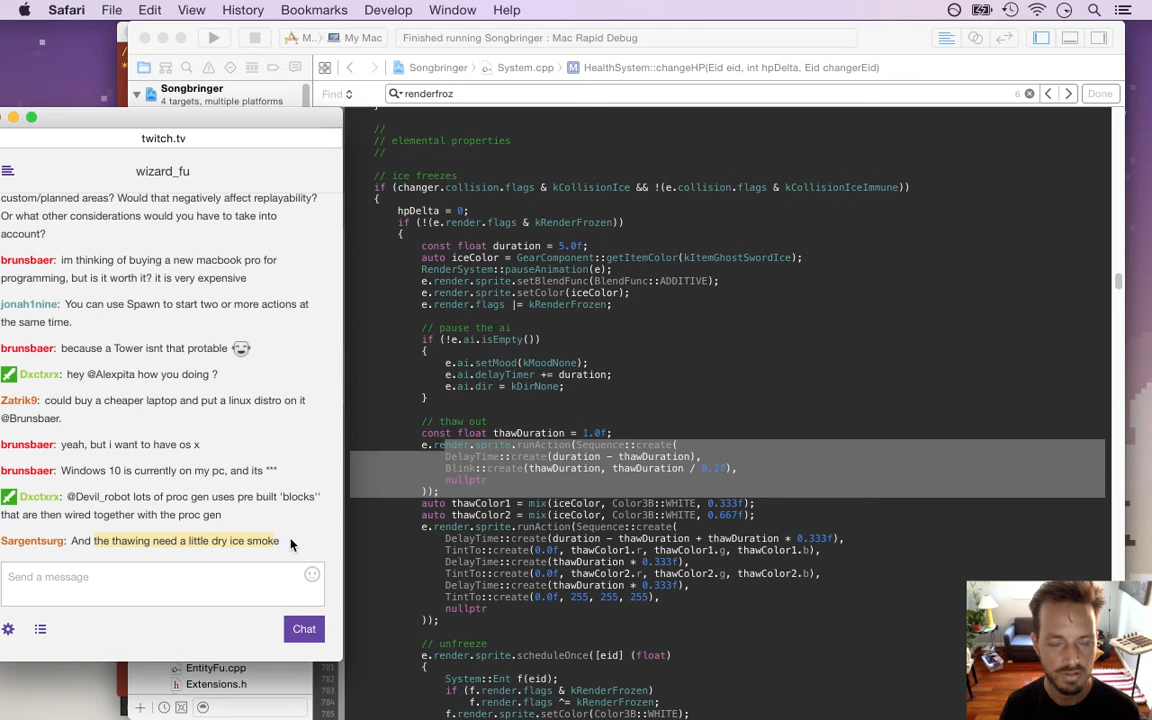 Safari File Edit View History Bookmarks Develop Window Help
M... My Mac Finished running Songbringer : Mac Rapid Debug
Songbringer System.cpp M HealthSystem::changeHP(Eid eid, int hpDelta, Eid changerEid)
Songbringer
4 targets, multiple platforms
Find renderfroz 6 Done
twitch.tv
wizard_fu
custom/planned areas? Would that negatively affect replayability?
Or what other considerations would you have to take into
account?
brunsbaer: im thinking of buying a new macbook pro for
programming, but is it worth it? it is very expensive
jonah1nine: You can use Spawn to start two or more actions at
the same time.
brunsbaer: because a Tower isnt that protable
Dxctxrx: hey @Alexpita how you doing ?
Zatrik9: could buy a cheaper laptop and put a linux distro on it
@Brunsbaer.
brunsbaer: yeah, but i want to have os x
brunsbaer: Windows 10 is currently on my pc, and its ***
Dxctxrx: @Devil_robot lots of proc gen uses pre built 'blocks''
that are then wired together with the proc gen
Sargentsurg: And the thawing need a little dry ice smoke
Send a message
Chat
EntityFu.cpp
Extensions.h
//
// elemental properties
//
// ice freezes
if (changer.collision.flags & kCollisionIce && !(e.collision.flags & kCollisionIceImmune))
{
hpDelta = 0;
if (!(e.render.flags & kRenderFrozen))
{
const float duration = 5.0f;
auto iceColor = GearComponent::getItemColor(kItemGhostSwordIce);
RenderSystem::pauseAnimation(e);
e.render.sprite.setBlendFunc(BlendFunc::ADDITIVE);
e.render.sprite.setColor(iceColor);
e.render.flags |= kRenderFrozen;
// pause the ai
if (!e.ai.isEmpty())
{
e.ai.setMood(kMoodNone);
e.ai.delayTimer += duration;
e.ai.dir = kDirNone;
}
// thaw out
const float thawDuration = 1.0f;
e.render.sprite.runAction(Sequence::create(
DelayTime::create(duration - thawDuration),
Blink::create(thawDuration, thawDuration / 0.2f),
nullptr
));
auto thawColor1 = mix(iceColor, Color3B::WHITE, 0.333f);
auto thawColor2 = mix(iceColor, Color3B::WHITE, 0.667f);
e.render.sprite.runAction(Sequence::create(
DelayTime::create(duration - thawDuration + thawDuration * 0.333f),
TintTo::create(0.0f, thawColor1.r, thawColor1.g, thawColor1.b),
DelayTime::create(thawDuration * 0.333f),
TintTo::create(0.0f, thawColor2.r, thawColor2.g, thawColor2.b),
DelayTime::create(thawDuration * 0.333f),
TintTo::create(0.0f, 255, 255, 255),
nullptr
));
// unfreeze
e.render.sprite.scheduleOnce([eid] (float)
781 {
782 System::Ent f(eid);
783 if (f.render.flags & kRenderFrozen)
784 f.render.flags ^= kRenderFrozen;
785 f.render.sprite.setColor(Color3B::WHITE);